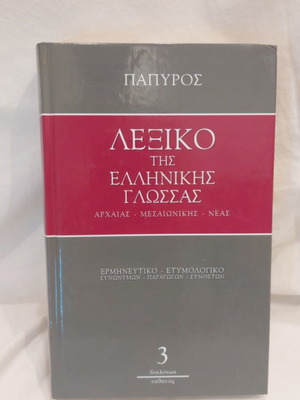 ΠΑΠΥΡΟΣ
ΛΕΞΙΚΟ
ΤΗΣ
ΕΛΛΗΝΙΚΗΣ
ΓΛΩΣΣΑΣ
ΑΡΧΑΙΑΣ - ΜΕΣΑΙΩΝΙΚΗΣ - ΝΕΑΣ
ΕΡΜΗΝΕΥΤΙΚΟ - ΕΤΥΜΟΛΟΓΙΚΟ
ΣΥΝΩΝΥΜΩΝ - ΠΑΡΑΓΩΓΩΝ - ΣΥΝΘΕΤΩΝ
3